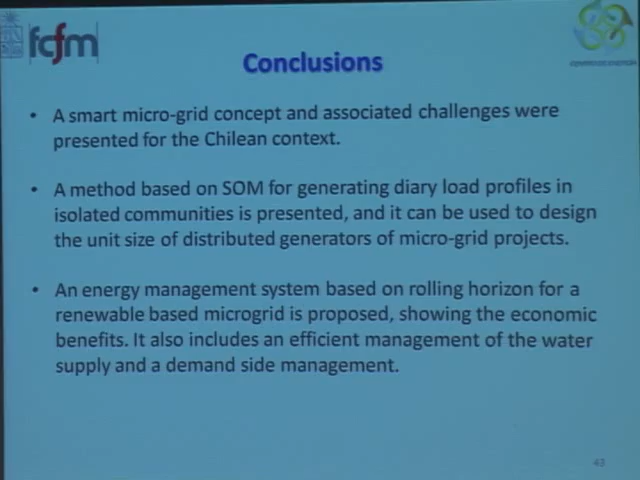 fcfm
Conclusions
• A smart micro-grid concept and associated challenges were
presented for the Chilean context.
• A method based on SOM for generating diary load profiles in
isolated communities is presented, and it can be used to design
the unit size of distributed generators of micro-grid projects.
• An energy management system based on rolling horizon for a
renewable based microgrid is proposed, showing the economic
benefits. It also includes an efficient management of the water
supply and a demand side management.
43